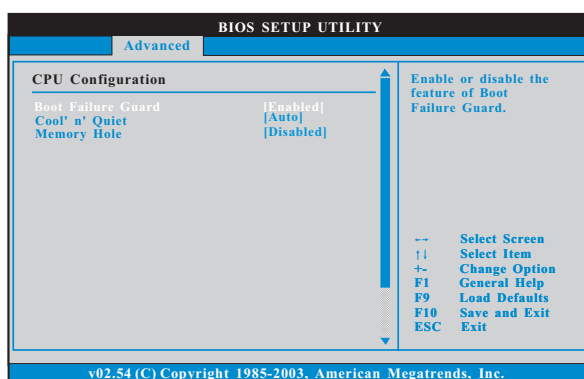 BIOS SETUP UTILITY
Advanced
CPU Configuration
Boot Failure Guard [Enabled]
Cool' n' Quiet [Auto]
Memory Hole [Disabled]
Enable or disable the
feature of Boot
Failure Guard.
←→ Select Screen
↑↓ Select Item
+- Change Option
F1 General Help
F9 Load Defaults
F10 Save and Exit
ESC Exit
v02.54 (C) Copyright 1985-2003, American Megatrends, Inc.